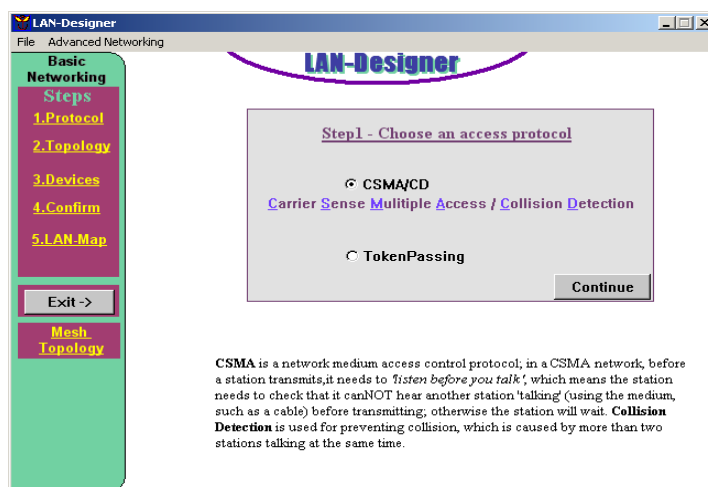 LAN-Designer
File Advanced Networking
Basic
Networking
Steps
1.Protocol
2.Topology
3.Devices
4.Confirm
5.LAN-Map
Exit ->
Mesh
Topology
LAN-Designer
Step1 - Choose an access protocol
CSMA/CD
Carrier Sense Mulitiple Access / Collision Detection
TokenPassing
Continue
CSMA is a network medium access control protocol; in a CSMA network, before
a station transmits,it needs to 'listen before you talk', which means the station
needs to check that it canNOT hear another station 'talking' (using the medium,
such as a cable) before transmitting; otherwise the station will wait. Collision
Detection is used for preventing collision, which is caused by more than two
stations talking at the same time.